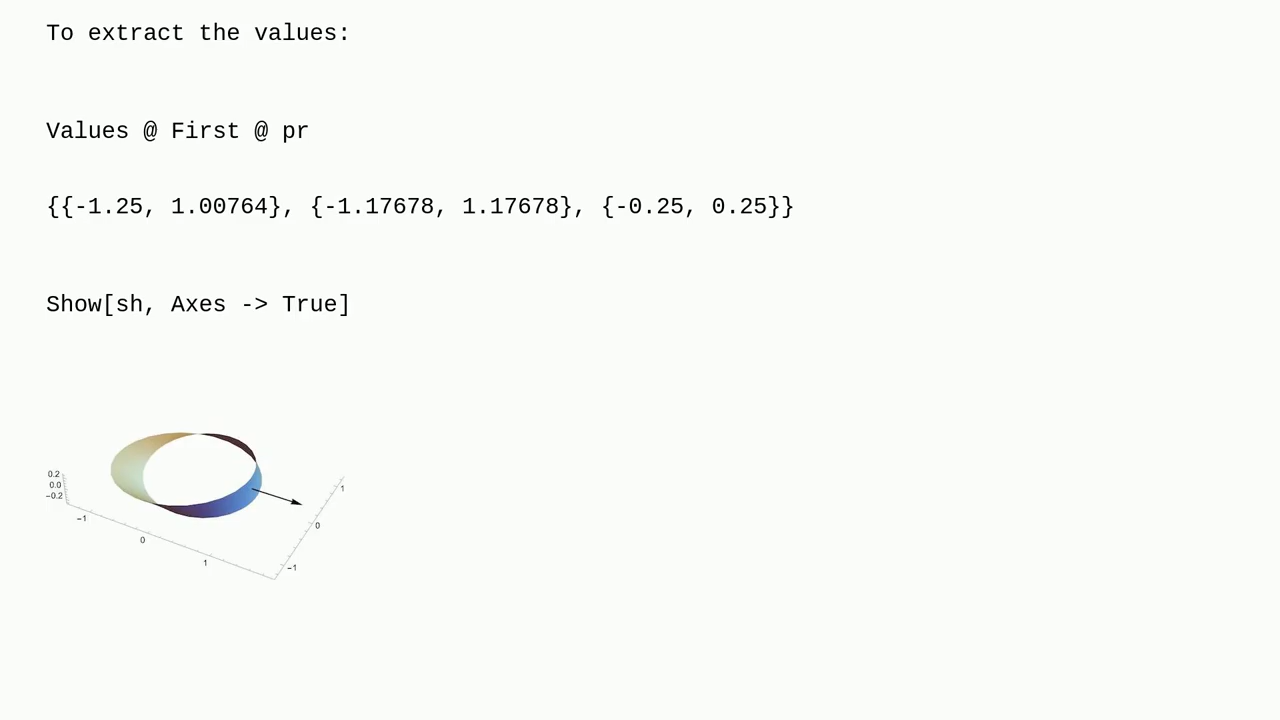 To extract the values:
Values @ First @ pr
{{-1.25, 1.00764}, {-1.17678, 1.17678}, {-0.25, 0.25}}
Show[sh, Axes -> True]
0.2
0.0
−0.2
−1
0
1
−1
0
1